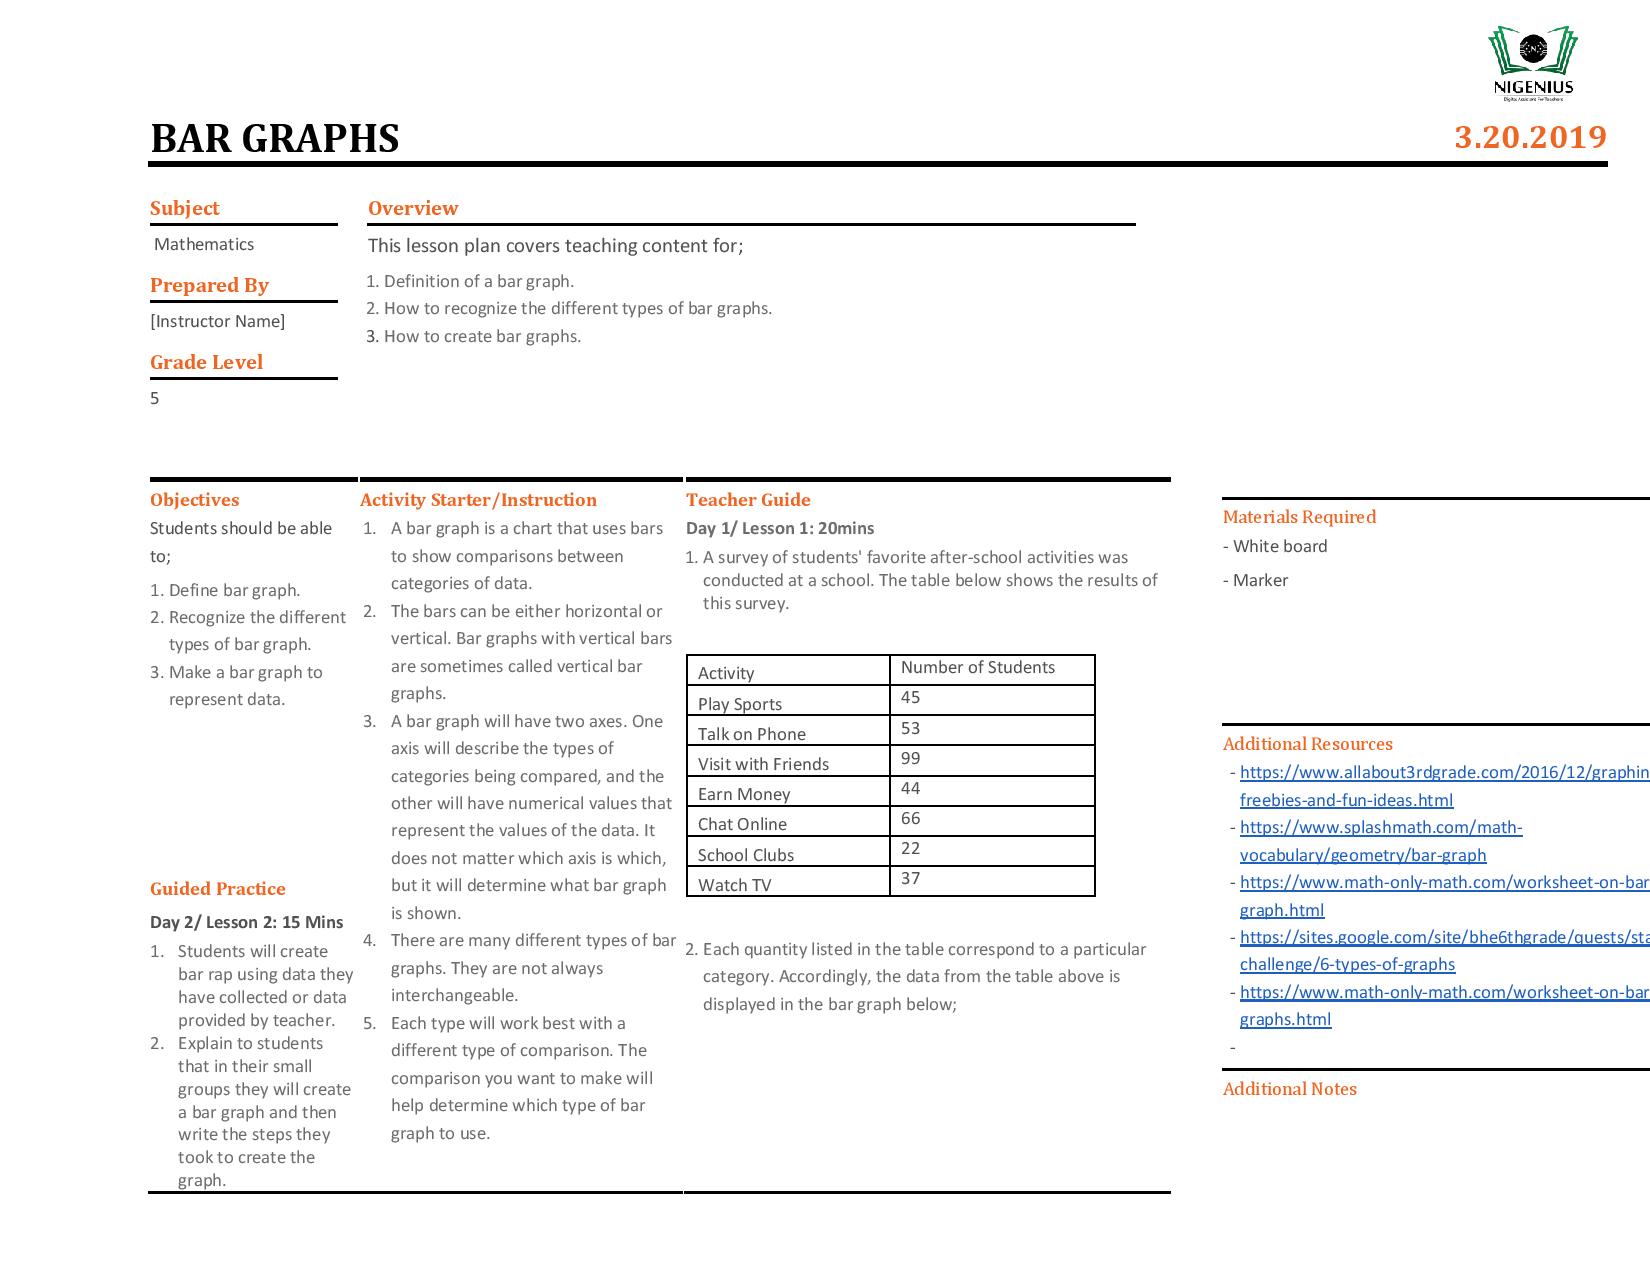 NIGENIUS
Digital Assistant For Teachers
BAR GRAPHS
3.20.2019
Subject
Mathematics
Prepared By
[Instructor Name]
Grade Level
5
Overview
This lesson plan covers teaching content for;
1. Definition of a bar graph.
2. How to recognize the different types of bar graphs.
3. How to create bar graphs.
Objectives
Students should be able
to;
1. Define bar graph.
2. Recognize the different
types of bar graph.
3. Make a bar graph to
represent data.
Guided Practice
Day 2/ Lesson 2: 15 Mins
1. Students will create
bar rap using data they
have collected or data
provided by teacher.
2. Explain to students
that in their small
groups they will create
a bar graph and then
write the steps they
took to create the
graph.
Activity Starter/Instruction
1. A bar graph is a chart that uses bars
to show comparisons between
categories of data.
2. The bars can be either horizontal or
vertical. Bar graphs with vertical bars
are sometimes called vertical bar
graphs.
3. A bar graph will have two axes. One
axis will describe the types of
categories being compared, and the
other will have numerical values that
represent the values of the data. It
does not matter which axis is which,
but it will determine what bar graph
is shown.
4. There are many different types of bar
graphs. They are not always
interchangeable.
5. Each type will work best with a
different type of comparison. The
comparison you want to make will
help determine which type of bar
graph to use.
Teacher Guide
Day 1/ Lesson 1: 20mins
1. A survey of students' favorite after-school activities was
conducted at a school. The table below shows the results of
this survey.
Activity Number of Students
Play Sports 45
Talk on Phone 53
Visit with Friends 99
Earn Money 44
Chat Online 66
School Clubs 22
Watch TV 37
2. Each quantity listed in the table correspond to a particular
category. Accordingly, the data from the table above is
displayed in the bar graph below;
Materials Required
- White board
- Marker
Additional Resources
- https://www.allabout3rdgrade.com/2016/12/graphin
freebies-and-fun-ideas.html
- https://www.splashmath.com/math-
vocabulary/geometry/bar-graph
- https://www.math-only-math.com/worksheet-on-bar
graph.html
- https://sites.google.com/site/bhe6thgrade/quests/sta
challenge/6-types-of-graphs
- https://www.math-only-math.com/worksheet-on-bar
graphs.html
-
Additional Notes